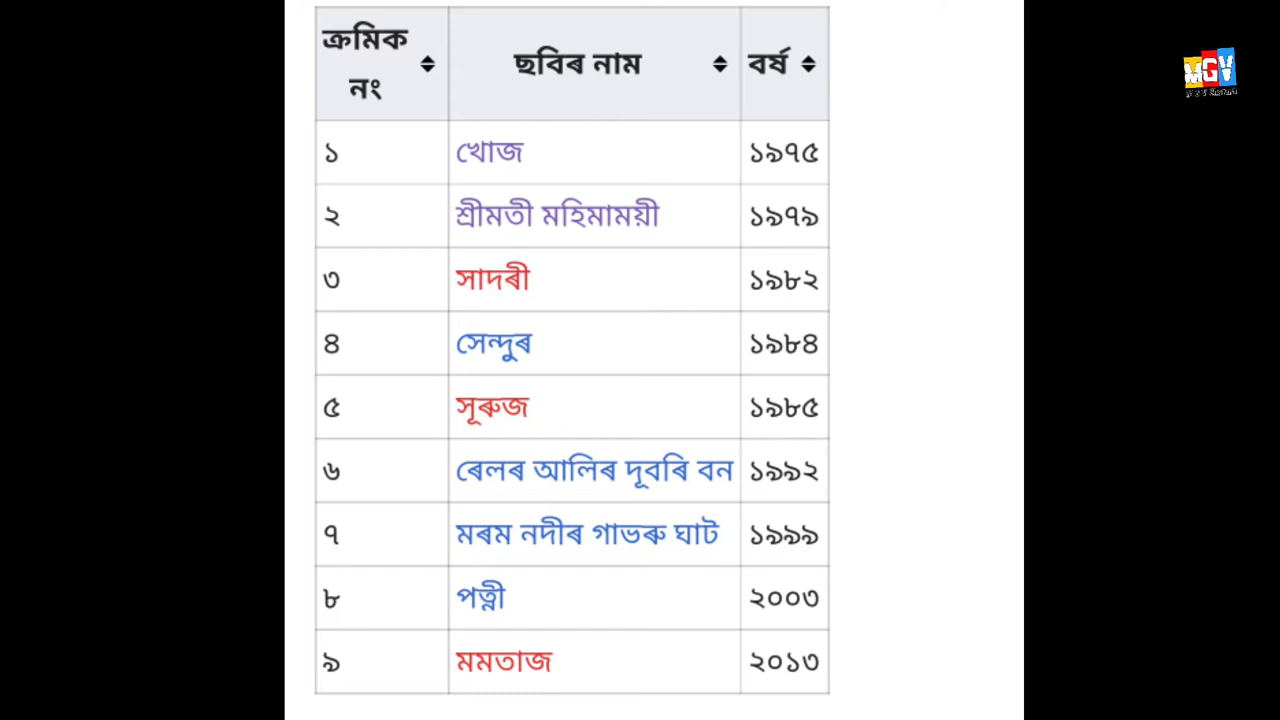 ক্ৰমিক নং ছবিৰ নাম বৰ্ষ
১ খোজ ১৯৭৫
২ শ্ৰীমতী মহিমাময়ী ১৯৭৯
৩ সাদৰী ১৯৮২
৪ সেন্দুৰ ১৯৮৪
৫ সূৰুজ ১৯৮৫
৬ ৰেলৰ আলিৰ দূবৰি বন ১৯৯২
৭ মৰম নদীৰ গাভৰু ঘাট ১৯৯৯
৮ পত্নী ২০০৩
৯ মমতাজ ২০১৩
MGV